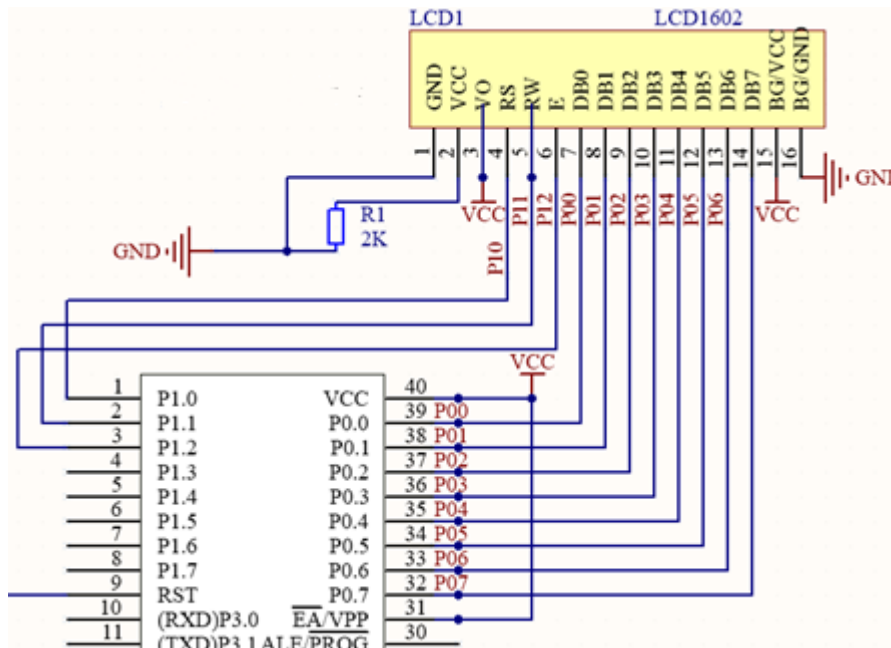 LCD1 LCD1602
GND VCC VO RS RW E DB0 DB1 DB2 DB3 DB4 DB5 DB6 DB7 BG/VCC BG/GND
1 2 3 4 5 6 7 8 9 10 11 12 13 14 15 16
GND
VCC P10 P11 P12 P00 P01 P02 P03 P04 P05 P06 VCC
R1
2K
GND
VCC
1 P1.0 VCC 40
2 P1.1 P0.0 39 P00
3 P1.2 P0.1 38 P01
4 P1.3 P0.2 37 P02
5 P1.4 P0.3 36 P03
6 P1.5 P0.4 35 P04
7 P1.6 P0.5 34 P05
8 P1.7 P0.6 33 P06
9 RST P0.7 32 P07
10 (RXD)P3.0 EA/VPP 31
11 (TXD)P3.1 ALE/PROG 30